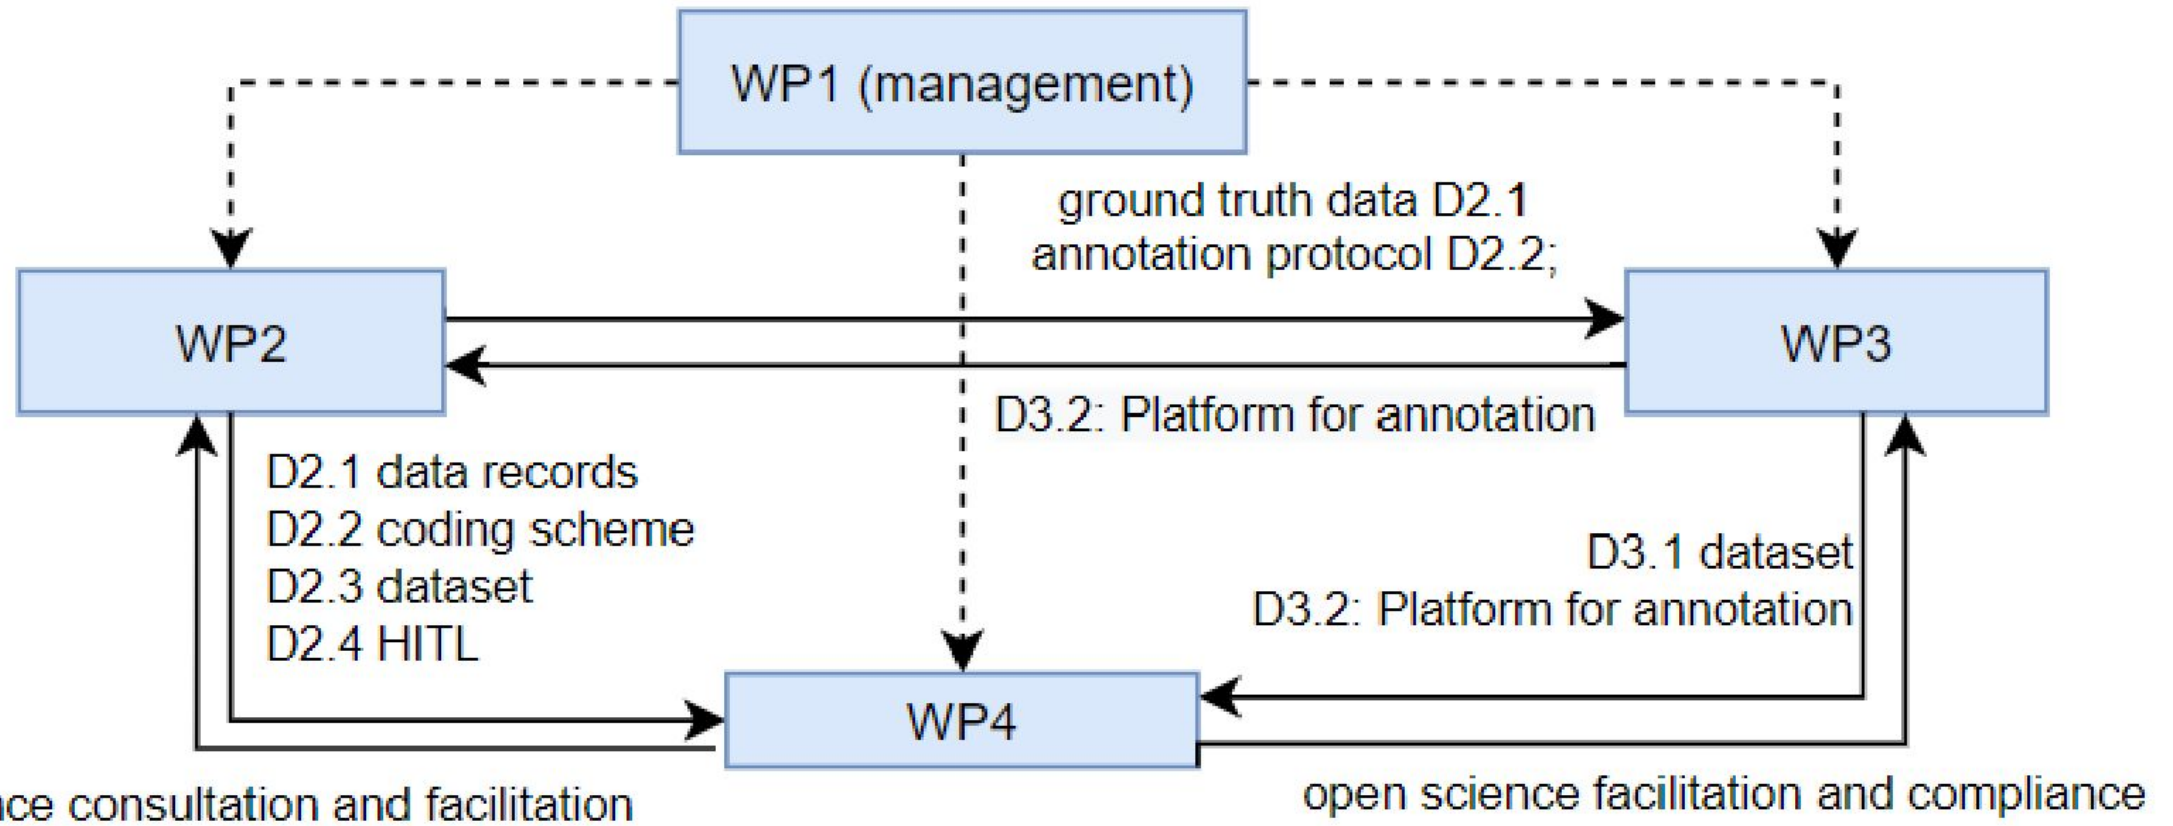 WP1 (management)
ground truth data D2.1
annotation protocol D2.2;
WP2
WP3
D3.2: Platform for annotation
D2.1 data records
D2.2 coding scheme
D2.3 dataset
D2.4 HITL
D3.1 dataset
D3.2: Platform for annotation
WP4
consultation and facilitation
open science facilitation and compliance